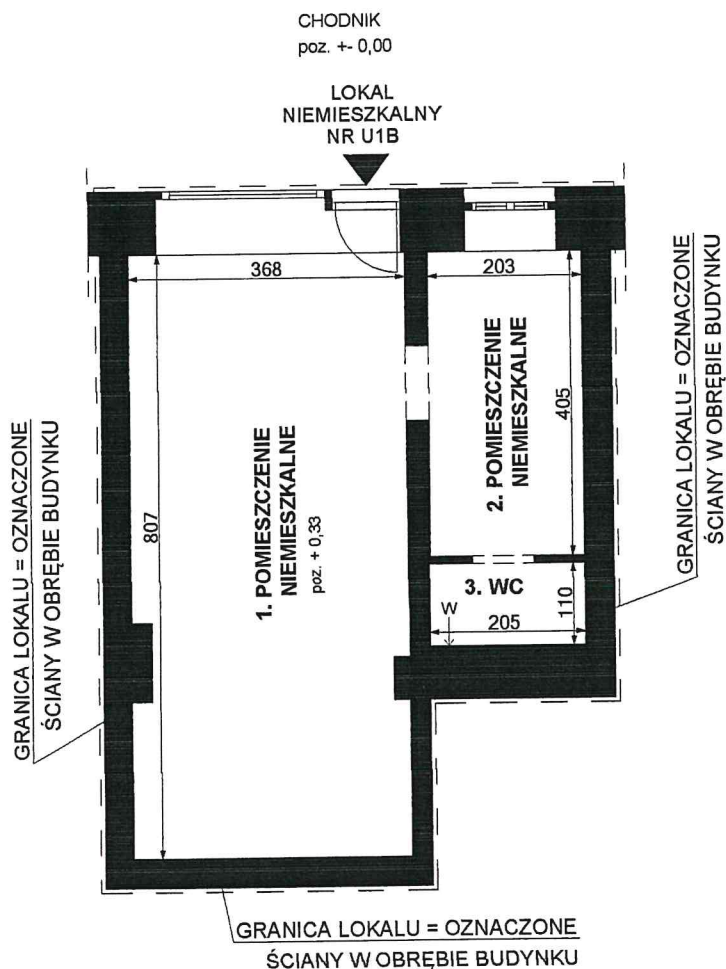 CHODNIK
poz. +- 0,00
LOKAL
NIEMIESZKALNY
NR U1B
368
203
GRANICA LOKALU = OZNACZONE
ŚCIANY W OBRĘBIE BUDYNKU
405
2. POMIESZCZENIE
NIEMIESZKALNE
807
1. POMIESZCZENIE
NIEMIESZKALNE
poz. + 0,33
GRANICA LOKALU = OZNACZONE
ŚCIANY W OBRĘBIE BUDYNKU
3. WC
110
W
205
GRANICA LOKALU = OZNACZONE
ŚCIANY W OBRĘBIE BUDYNKU